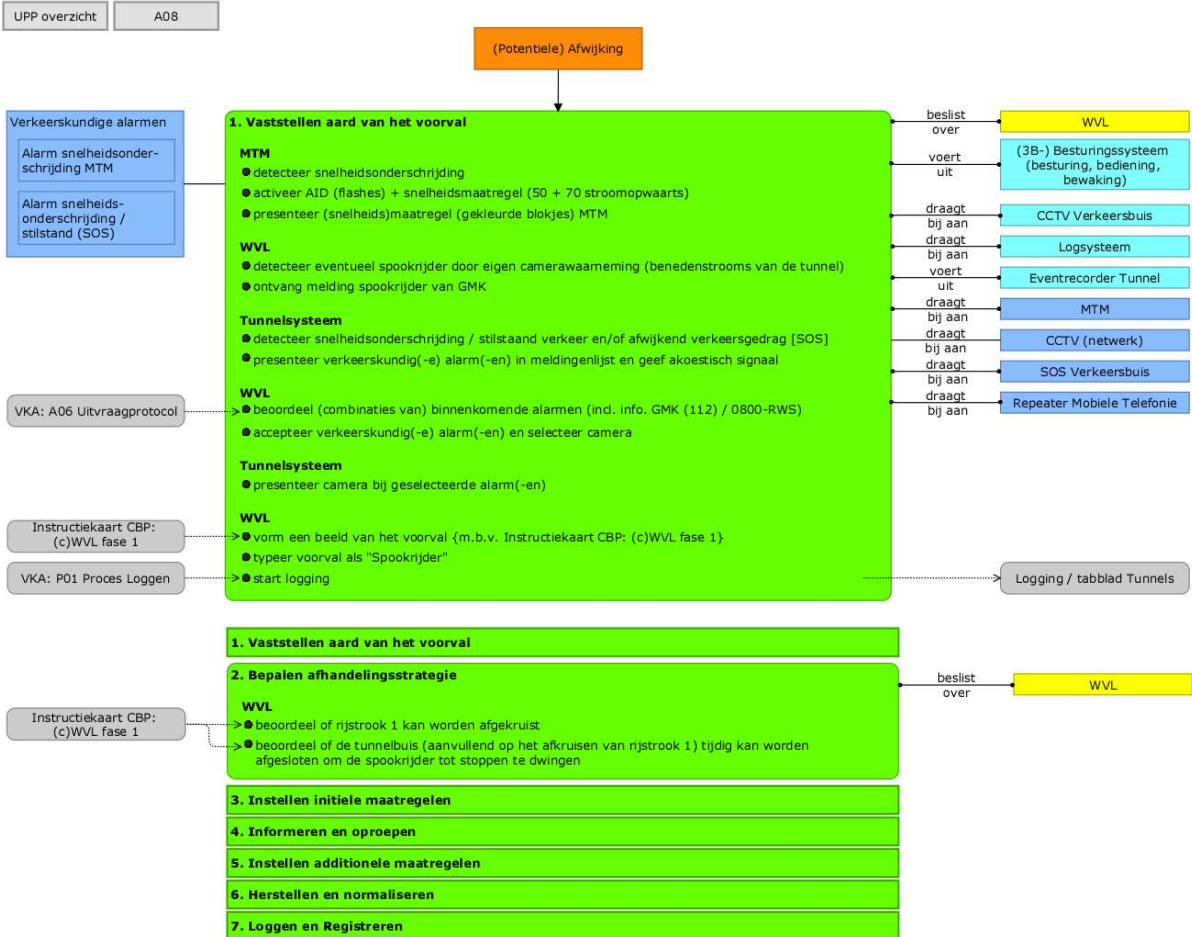 UPP overzicht
A08
(Potentiele) Afwijking
Verkeerskundige alarmen
Alarm snelheidsonder-
schrijding MTM
Alarm snelheids-
onderschrijding /
stilstand (SOS)
1. Vaststellen aard van het voorval
MTM
detecteer snelheidsonderschrijding
activeer AID (flashes) + snelheidsmaatregel (50 + 70 stroomopwaarts)
presenteer (snelheids)maatregel (gekleurde blokjes) MTM
WVL
detecteer eventueel spookrijder door eigen camerawaarneming (benedenstrooms van de tunnel)
ontvang melding spookrijder van GMK
Tunnelsysteem
detecteer snelheidsonderschrijding / stilstaand verkeer en/of afwijkend verkeersgedrag [SOS]
presenteer verkeerskundig(-e) alarm(-en) in meldingenlijst en geef akoestisch signaal
VKA: A06 Uitvraagprotocol
WVL
beoordeel (combinaties van) binnenkomende alarmen (incl. info. GMK (112) / 0800-RWS)
accepteer verkeerskundig(-e) alarm(-en) en selecteer camera
Tunnelsysteem
presenteer camera bij geselecteerde alarm(-en)
Instructiekaart CBP:
(c)WVL fase 1
WVL
vorm een beeld van het voorval {m.b.v. Instructiekaart CBP: (c)WVL fase 1}
typeer voorval als "Spookrijder"
VKA: P01 Proces Loggen
start logging
Logging / tabblad Tunnels
beslist
over
WVL
voert
uit
(3B-) Besturingssysteem
(besturing, bediening,
bewaking)
draagt
bij aan
CCTV Verkeersbuis
draagt
bij aan
Logsysteem
voert
uit
Eventrecorder Tunnel
draagt
bij aan
MTM
draagt
bij aan
CCTV (netwerk)
draagt
bij aan
SOS Verkeersbuis
draagt
bij aan
Repeater Mobiele Telefonie
1. Vaststellen aard van het voorval
2. Bepalen afhandelingsstrategie
WVL
beoordeel of rijstrook 1 kan worden afgekruist
beoordeel of de tunnelbuis (aanvullend op het afkruisen van rijstrook 1) tijdig kan worden
afgesloten om de spookrijder tot stoppen te dwingen
Instructiekaart CBP:
(c)WVL fase 1
beslist
over
WVL
3. Instellen initiele maatregelen
4. Informeren en oproepen
5. Instellen additionele maatregelen
6. Herstellen en normaliseren
7. Loggen en Registreren